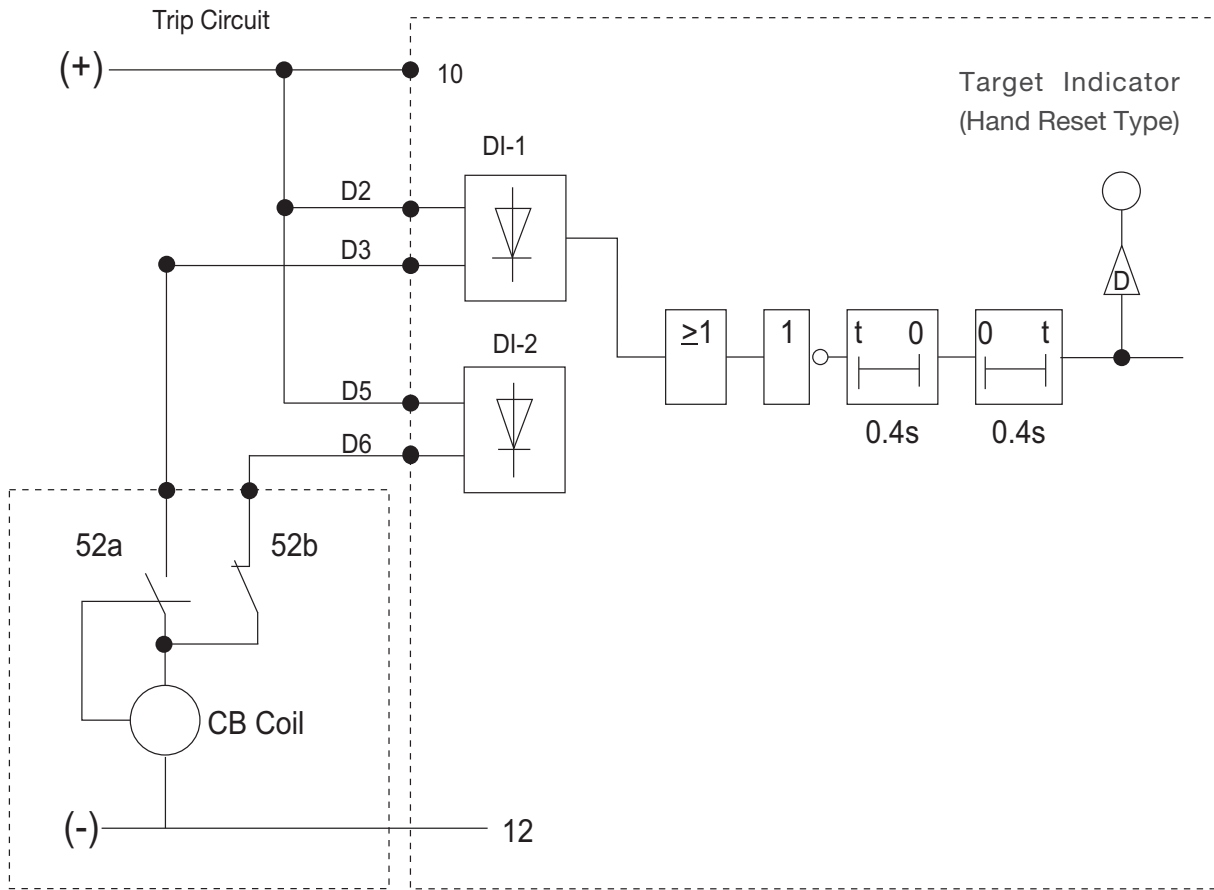 Trip Circuit
(+)
10
Target Indicator
(Hand Reset Type)
DI-1
D2
D3
D
DI-2
≥1
1
t 0
0 t
D5
0.4s
0.4s
D6
52a
52b
CB Coil
(-)
12